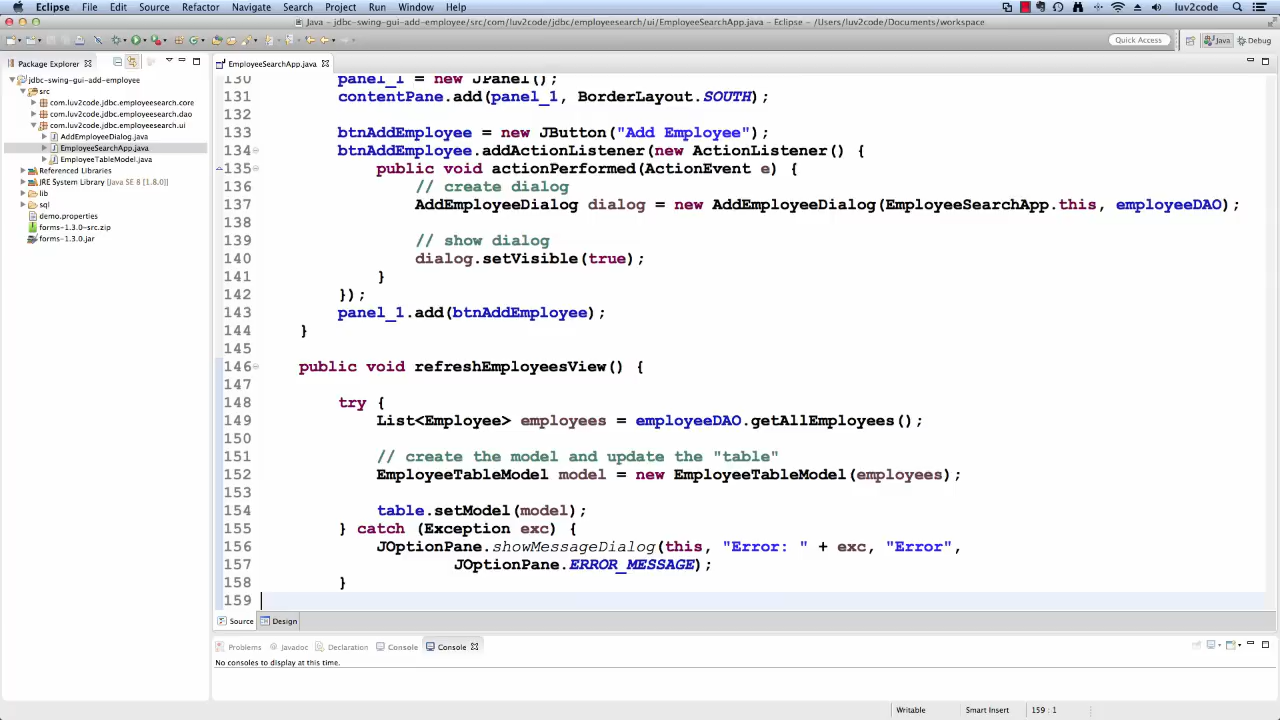 Eclipse File Edit Source Refactor Navigate Search Project Run Window Help luv2code
Java – jdbc-swing-gui-add-employee/src/com/luv2code/jdbc/employeesearch/ui/EmployeeSearchApp.java – Eclipse – /Users/luv2code/Documents/workspace
Quick Access Java Debug
Package Explorer
EmployeeSearchApp.java
jdbc-swing-gui-add-employee
src
com.luv2code.jdbc.employeesearch.core
com.luv2code.jdbc.employeesearch.dao
com.luv2code.jdbc.employeesearch.ui
AddEmployeeDialog.java
EmployeeSearchApp.java
EmployeeTableModel.java
Referenced Libraries
JRE System Library [Java SE 8 [1.8.0]]
lib
sql
demo.properties
forms-1.3.0-src.zip
forms-1.3.0.jar
130 panel_1 = new JPanel();
131 contentPane.add(panel_1, BorderLayout.SOUTH);
132
133 btnAddEmployee = new JButton("Add Employee");
134 btnAddEmployee.addActionListener(new ActionListener() {
135 public void actionPerformed(ActionEvent e) {
136 // create dialog
137 AddEmployeeDialog dialog = new AddEmployeeDialog(EmployeeSearchApp.this, employeeDAO);
138
139 // show dialog
140 dialog.setVisible(true);
141 }
142 });
143 panel_1.add(btnAddEmployee);
144 }
145
146 public void refreshEmployeesView() {
147
148 try {
149 List<Employee> employees = employeeDAO.getAllEmployees();
150
151 // create the model and update the "table"
152 EmployeeTableModel model = new EmployeeTableModel(employees);
153
154 table.setModel(model);
155 } catch (Exception exc) {
156 JOptionPane.showMessageDialog(this, "Error: " + exc, "Error",
157 JOptionPane.ERROR_MESSAGE);
158 }
159
Source Design
Problems Javadoc Declaration Console Console
No consoles to display at this time.
Writable Smart Insert 159 : 1